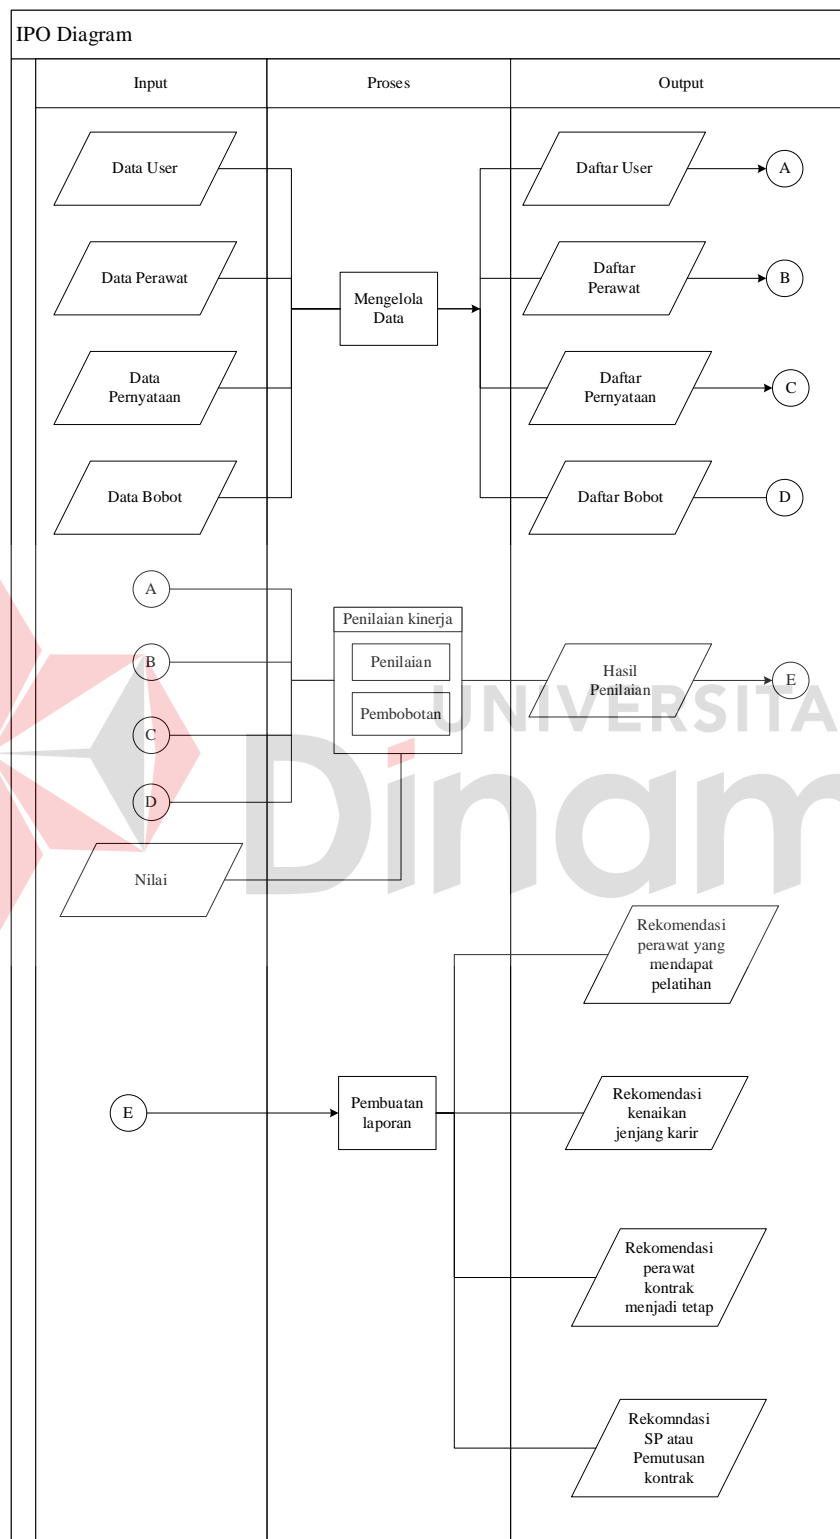 IPO Diagram
Input
Proses
Output
Data User
Daftar User
A
Data Perawat
Daftar
Perawat
B
Mengelola
Data
Data
Pernyataan
Daftar
Pernyataan
C
Data Bobot
Daftar Bobot
D
A
B
C
D
Nilai
Penilaian kinerja
Penilaian
Pembobotan
Hasil
Penilaian
E
UNIVERSITA
Dinam
Rekomendasi
perawat yang
mendapat
pelatihan
E
Pembuatan
laporan
Rekomendasi
kenaikan
jenjang karir
Rekomendasi
perawat
kontrak
menjadi tetap
Rekomndasi
SP atau
Pemutusan
kontrak